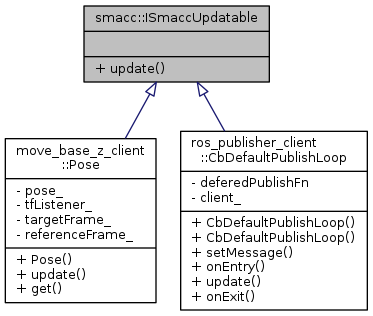 smacc::ISmaccUpdatable
+ update()
move_base_z_client
::Pose
- pose_
- tfListener_
- targetFrame_
- referenceFrame_
+ Pose()
+ update()
+ get()
ros_publisher_client
::CbDefaultPublishLoop
- deferedPublishFn
- client_
+ CbDefaultPublishLoop()
+ CbDefaultPublishLoop()
+ setMessage()
+ onEntry()
+ update()
+ onExit()